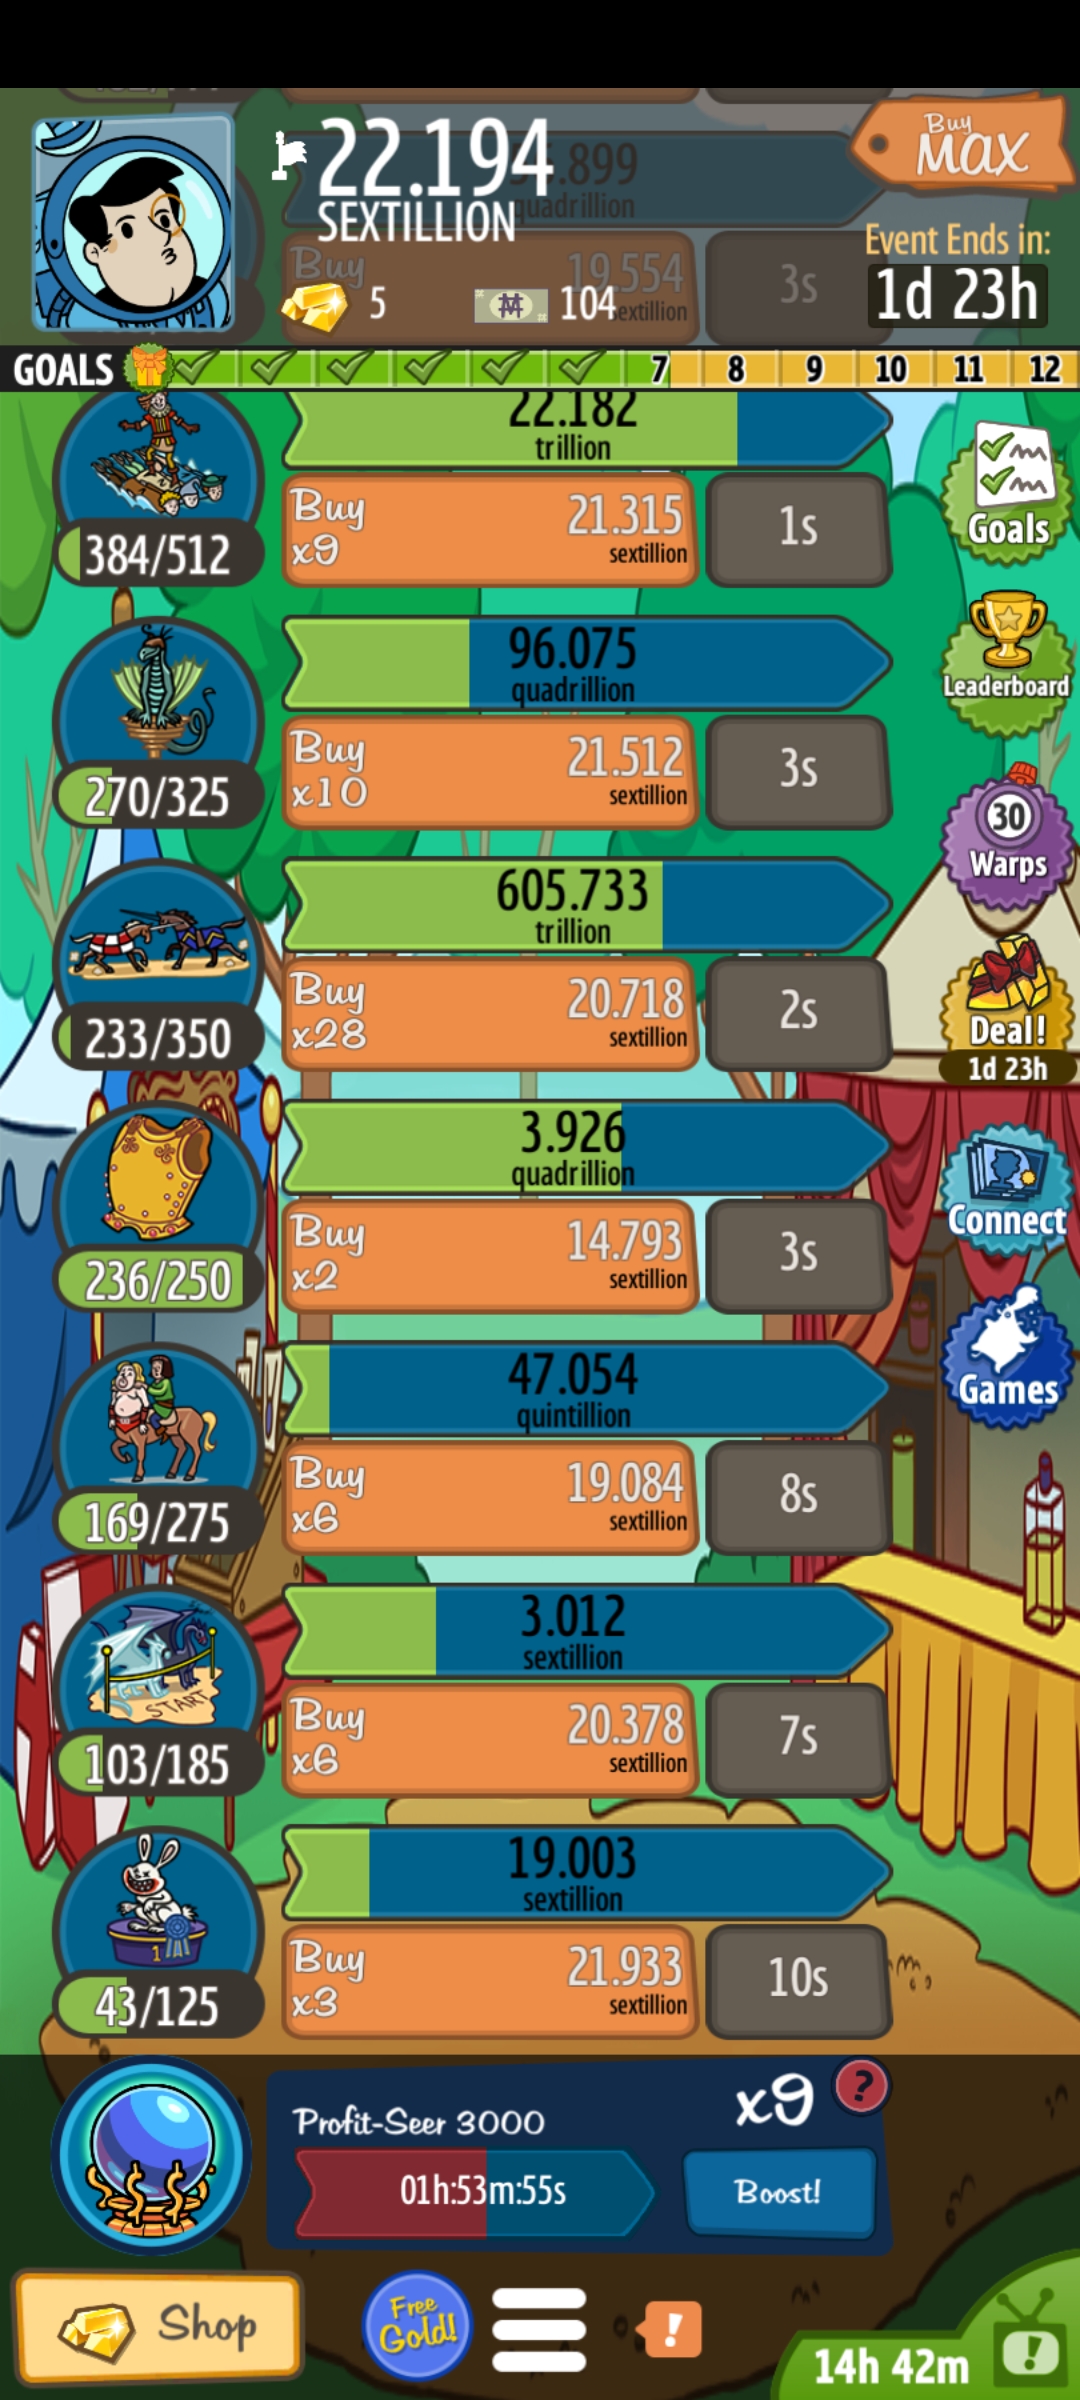 22.194
SEXTILLION
.899
quadrillion
Buy
MAX
Buy
19.554
sextillion
3s
5
104
Event Ends in:
1d 23h
GOALS 7 8 9 10 11 12
22.182
trillion
Buy
x9
21.315
sextillion
1s
384/512
Goals
96.075
quadrillion
Leaderboard
Buy
x10
21.512
sextillion
3s
270/325
30
Warps
605.733
trillion
Buy
x28
20.718
sextillion
2s
233/350
Deal!
1d 23h
3.926
quadrillion
Connect
Buy
x2
14.793
sextillion
3s
236/250
47.054
quintillion
Games
Buy
x6
19.084
sextillion
8s
169/275
3.012
sextillion
START
Buy
x6
20.378
sextillion
7s
103/185
19.003
sextillion
1
Buy
x3
21.933
sextillion
10s
43/125
Profit-Seer 3000
x9
?
01h:53m:55s
Boost!
Shop
Free
Gold!
!
14h 42m
!